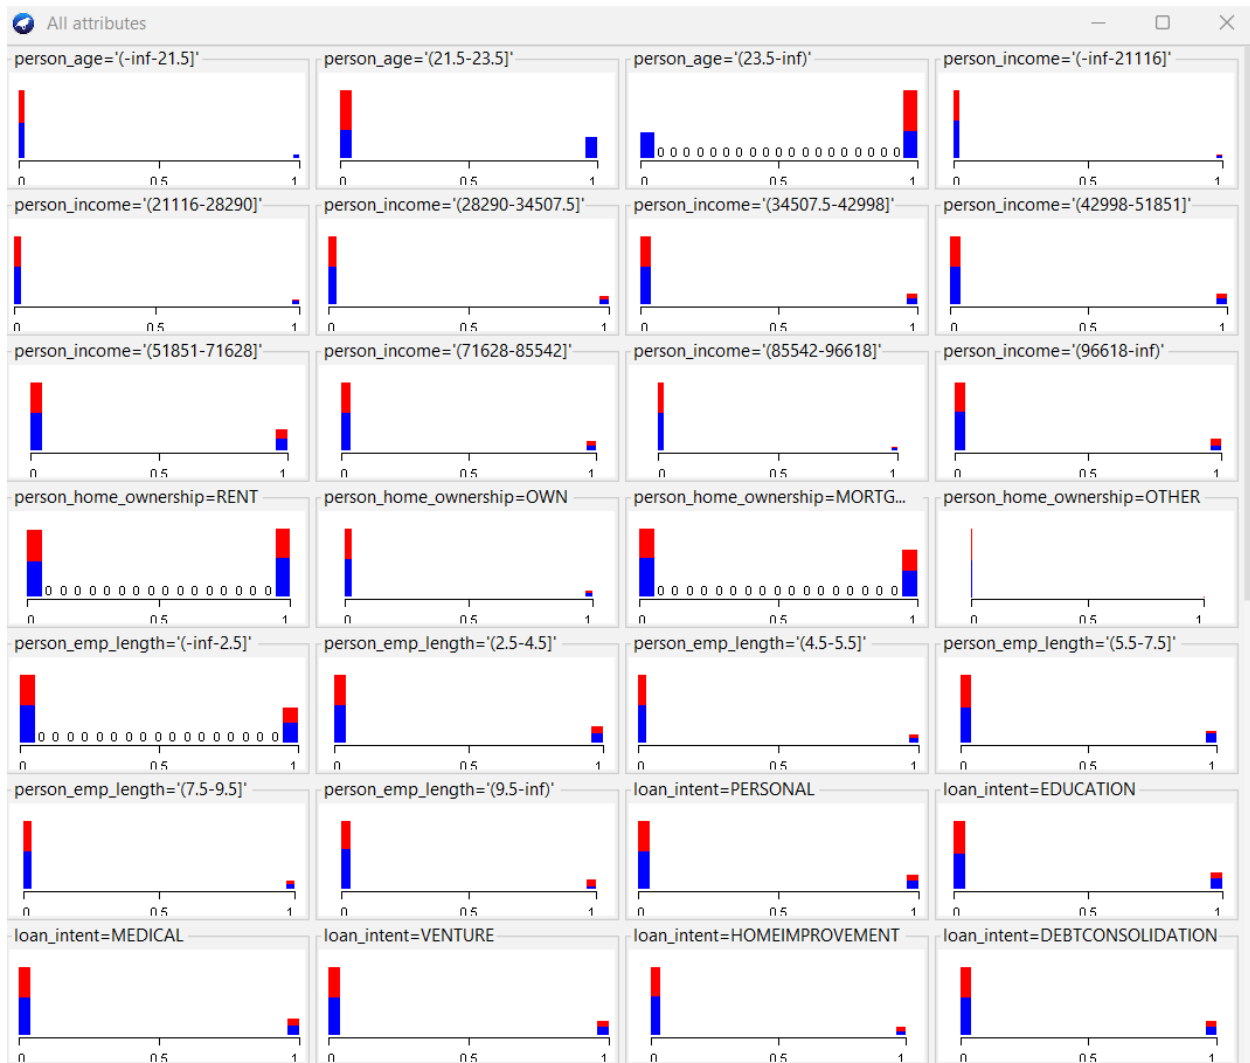 All attributes
person_age='(-inf-21.5]' person_age='(21.5-23.5]' person_age='(23.5-inf)' person_income='(-inf-21116]'
0 0 0 0 0 0 0 0 0 0 0 0 0 0 0 0 0 0 0 0 0
0 0.5 1 0 0.5 1 0 0.5 1 0 0.5 1
person_income='(21116-28290]' person_income='(28290-34507.5]' person_income='(34507.5-42998]' person_income='(42998-51851]'
0 0.5 1 0 0.5 1 0 0.5 1 0 0.5 1
person_income='(51851-71628]' person_income='(71628-85542]' person_income='(85542-96618]' person_income='(96618-inf)'
0 0.5 1 0 0.5 1 0 0.5 1 0 0.5 1
person_home_ownership=RENT person_home_ownership=OWN person_home_ownership=MORTG... person_home_ownership=OTHER
0 0 0 0 0 0 0 0 0 0 0 0 0 0 0 0 0 0 0 0 0 0 0 0 0 0 0 0 0 0 0 0 0
0 0.5 1 0 0.5 1 0 0.5 1 0 0.5 1
person_emp_length='(-inf-2.5]' person_emp_length='(2.5-4.5]' person_emp_length='(4.5-5.5]' person_emp_length='(5.5-7.5]'
0 0 0 0 0 0 0 0 0 0 0 0 0 0 0 0 0
0 0.5 1 0 0.5 1 0 0.5 1 0 0.5 1
person_emp_length='(7.5-9.5]' person_emp_length='(9.5-inf)' loan_intent=PERSONAL loan_intent=EDUCATION
0 0.5 1 0 0.5 1 0 0.5 1 0 0.5 1
loan_intent=MEDICAL loan_intent=VENTURE loan_intent=HOMEIMPROVEMENT loan_intent=DEBTCONSOLIDATION
0 0.5 1 0 0.5 1 0 0.5 1 0 0.5 1